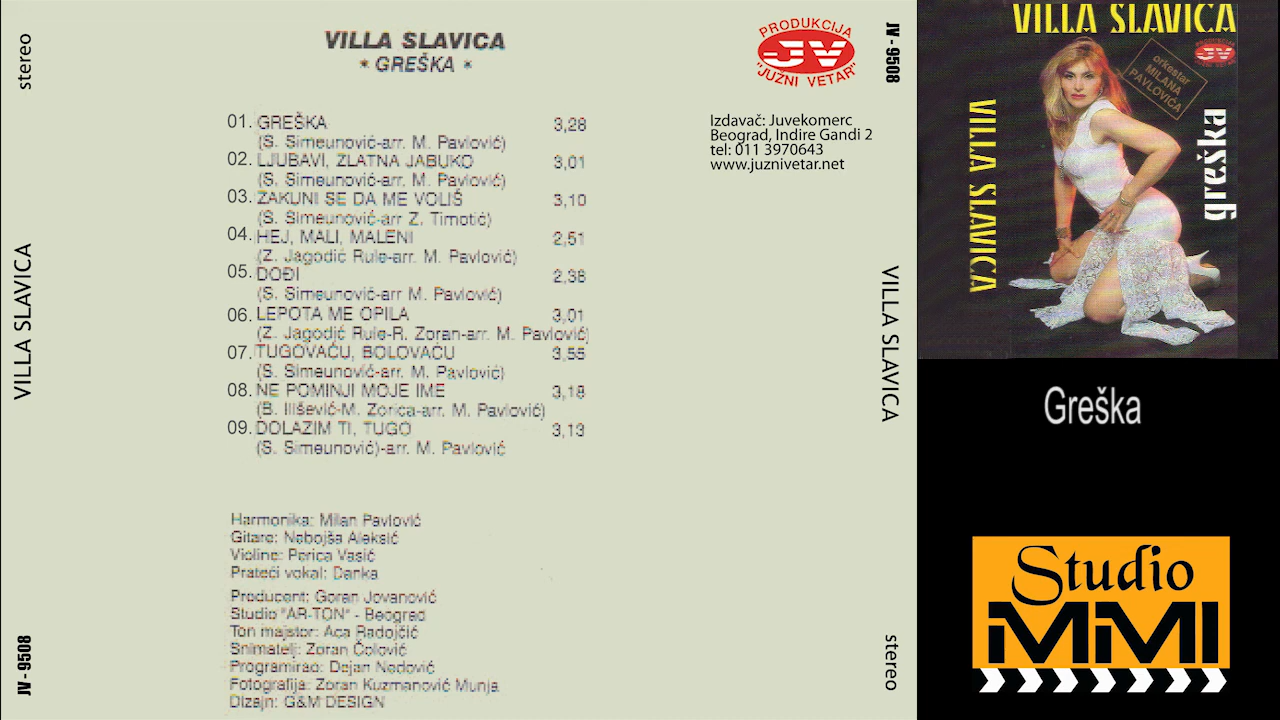 stereo
VILLA SLAVICA
JV - 9508
VILLA SLAVICA
* GREŠKA *
01. GREŠKA 3,28
(S. Simeunović-arr. M. Pavlović)
02. LJUBAVI, ZLATNA JABUKO 3,01
(S. Simeunović-arr. M. Pavlović)
03. ZAKUNI SE DA ME VOLIŠ 3,10
(S. Simeunović-arr Z. Timotić)
04. HEJ, MALI, MALENI 2,51
(Z. Jagodić Rule-arr. M. Pavlović)
05. DOĐI 2,38
(S. Simeunović-arr M. Pavlović)
06. LEPOTA ME OPILA 3,01
(Z. Jagodić Rule-R. Zoran-arr. M. Pavlović)
07. TUGOVAĆU, BOLOVAĆU 3,55
(S. Simeunović-arr. M. Pavlović)
08. NE POMINJI MOJE IME 3,18
(B. Ilišević-M. Zorica-arr. M. Pavlović)
09. DOLAZIM TI, TUGO 3,13
(S. Simeunović)-arr. M. Pavlović
Harmonika: Milan Pavlović
Gitare: Nebojša Aleksić
Violine: Perica Vasić
Prateći vokal: Danka
Producent: Goran Jovanović
Studio "AR-TON" - Beograd
Ton majstor: Aca Radojčić
Snimatelj: Zoran Čolović
Programirao: Dejan Nedović
Fotografija: Zoran Kuzmanović Munja
Dizajn: G&M DESIGN
PRODUKCIJA
JV
"JUŽNI VETAR"
Izdavač: Juvekomerc
Beograd, Indire Gandi 2
tel: 011 3970643
www.juznivetar.net
JV - 9508
VILLA SLAVICA
stereo
VILLA SLAVICA
orkestar
MILANA
PAVLOVIĆA
JV
VILLA SLAVICA
greška
Greška
Studio
MMI